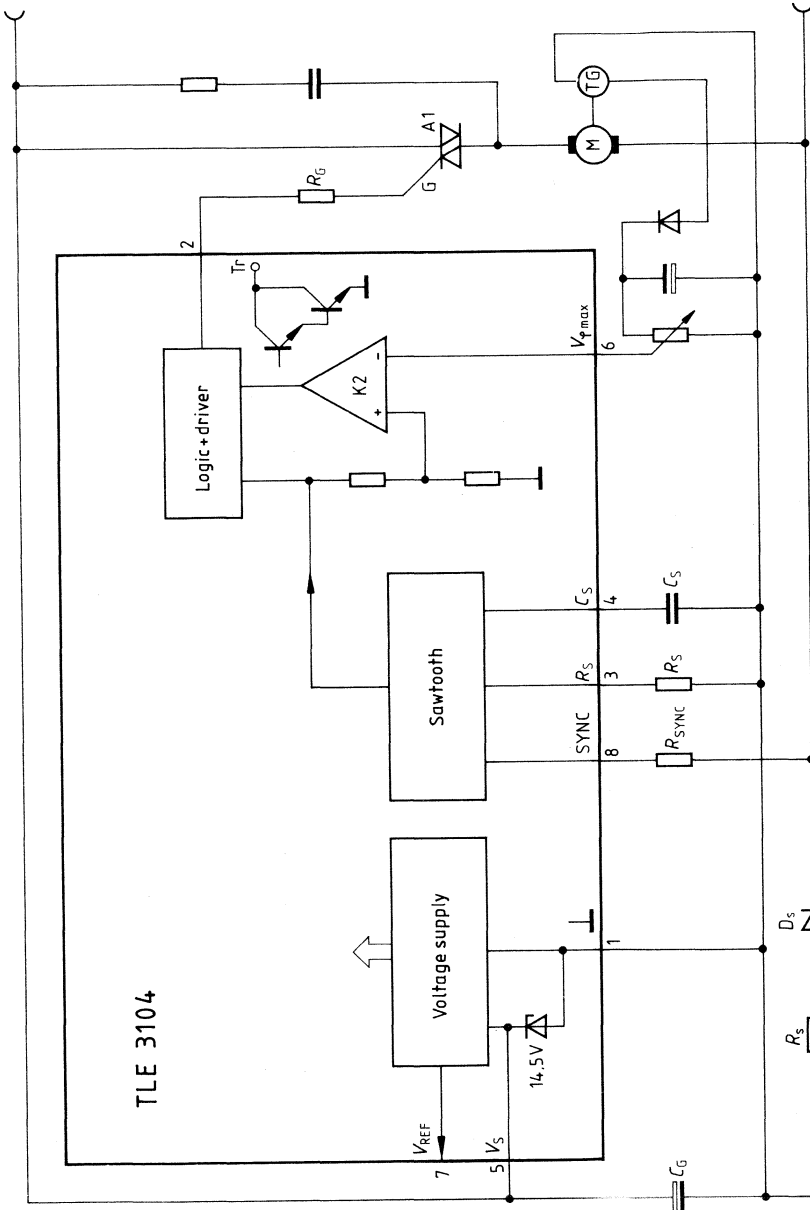 TLE 3104
7
V_REF
5
V_S
14.5 V
Voltage supply
1
C_G
Sawtooth
SYNC
8
R_SYNC
R_S
3
R_S
C_S
4
C_S
Logic+driver
K2
+
-
Tr
2
R_G
G
A1
V_φmax
6
M
TG
D_s
R_s